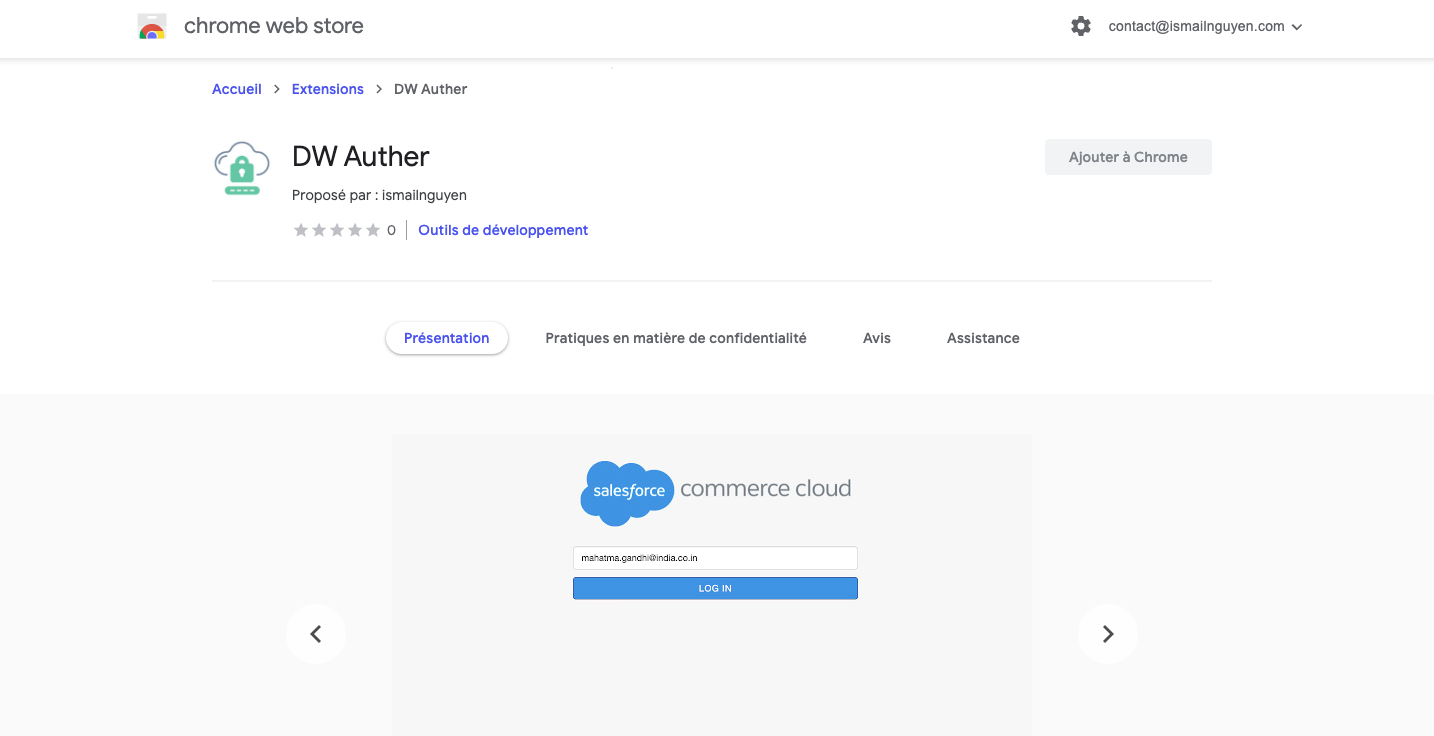 chrome web store
contact@ismailnguyen.com
Accueil > Extensions > DW Auther
DW Auther
Ajouter à Chrome
Proposé par : ismailnguyen
0
Outils de développement
Présentation
Pratiques en matière de confidentialité
Avis
Assistance
salesforce commerce cloud
mahatma.gandhi@india.co.in
LOG IN